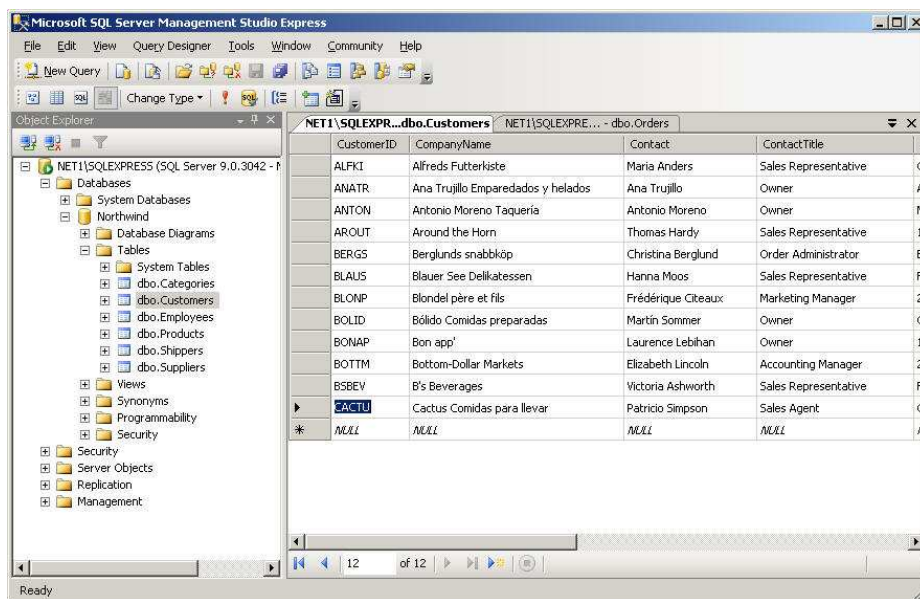 Microsoft SQL Server Management Studio Express
File Edit View Query Designer Tools Window Community Help
New Query
Change Type
Object Explorer
NET1\SQLEXPR...dbo.Customers NET1\SQLEXPRE... - dbo.Orders
NET1\SQLEXPRESS (SQL Server 9.0.3042 - N
Databases
System Databases
Northwind
Database Diagrams
Tables
System Tables
dbo.Categories
dbo.Customers
dbo.Employees
dbo.Products
dbo.Shippers
dbo.Suppliers
Views
Synonyms
Programmability
Security
Security
Server Objects
Replication
Management
CustomerID CompanyName Contact ContactTitle
ALFKI Alfreds Futterkiste Maria Anders Sales Representative
ANATR Ana Trujillo Emparedados y helados Ana Trujillo Owner
ANTON Antonio Moreno Taquería Antonio Moreno Owner
AROUT Around the Horn Thomas Hardy Sales Representative
BERGS Berglunds snabbköp Christina Berglund Order Administrator
BLAUS Blauer See Delikatessen Hanna Moos Sales Representative
BLONP Blondel père et fils Frédérique Citeaux Marketing Manager
BOLID Bólido Comidas preparadas Martín Sommer Owner
BONAP Bon app' Laurence Lebihan Owner
BOTTM Bottom-Dollar Markets Elizabeth Lincoln Accounting Manager
BSBEV B's Beverages Victoria Ashworth Sales Representative
CACTU Cactus Comidas para llevar Patricio Simpson Sales Agent
NULL NULL NULL NULL
12 of 12
Ready